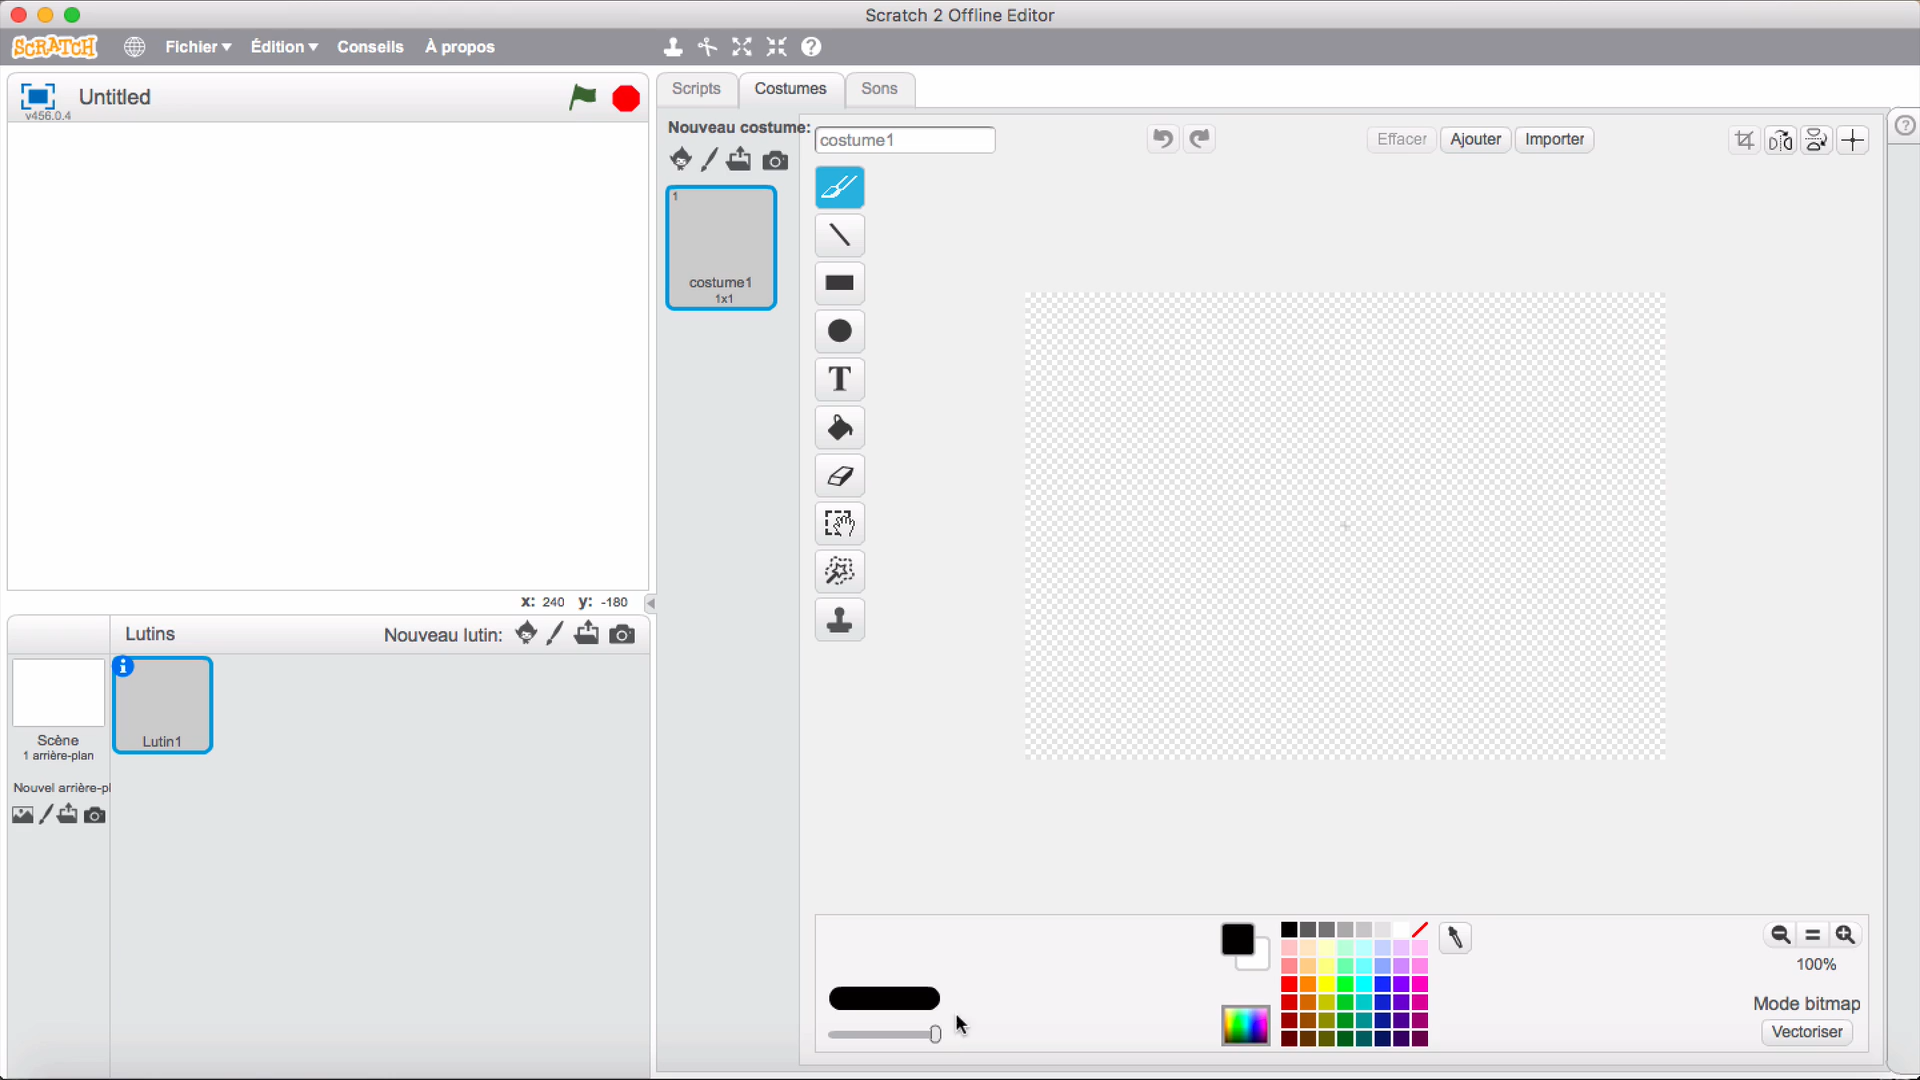 Scratch 2 Offline Editor
SCRATCH
Fichier
Édition
Conseils
À propos
Untitled
v456.0.4
Scripts
Costumes
Sons
Nouveau costume:
costume1
Effacer
Ajouter
Importer
1
costume1
1x1
T
x: 240 y: -180
Lutins
Nouveau lutin:
Lutin1
Scène
1 arrière-plan
Nouvel arrière-pl
100%
Mode bitmap
Vectoriser